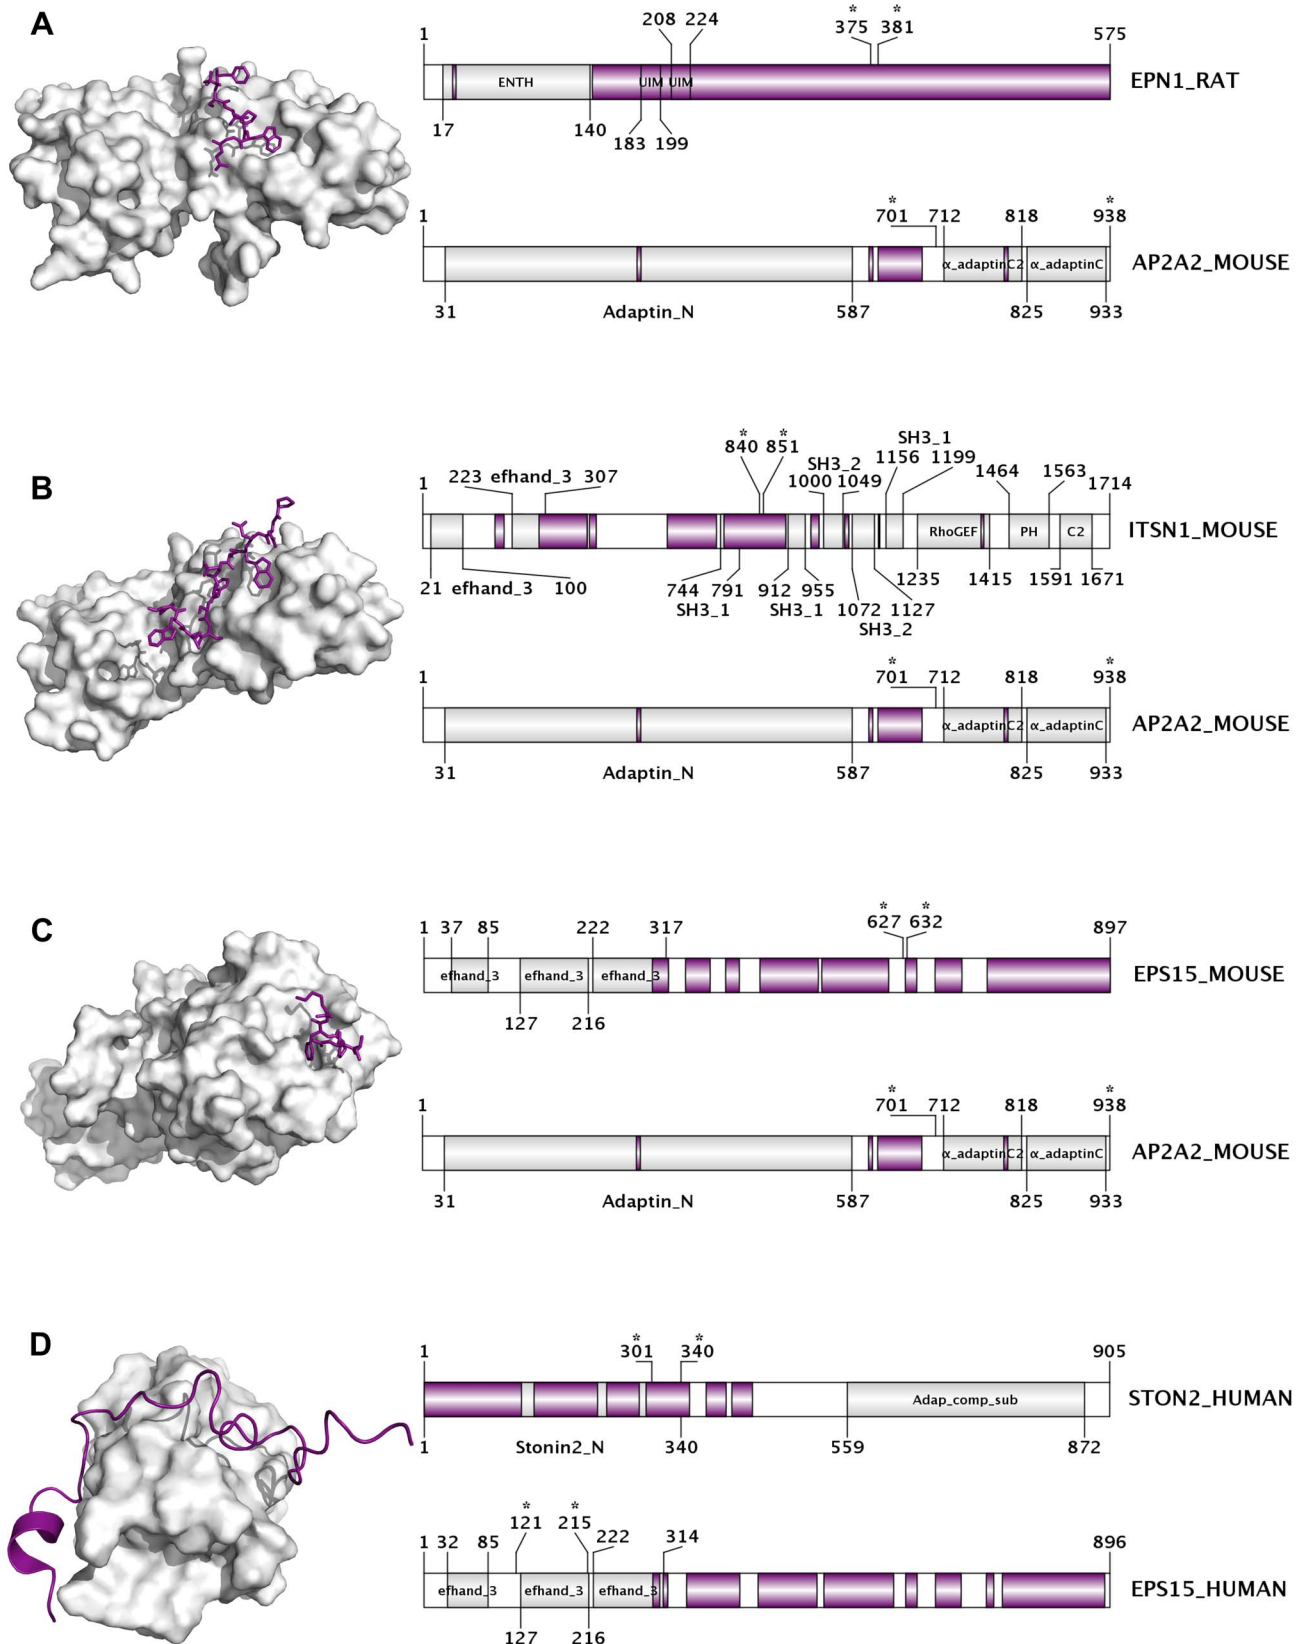 A
* *
208 224 375 381
1 575
UIM UIM
ENTH
EPN1_RAT
17 140 183 199
* *
1 701 712 818 938
α_adaptinC2 α_adaptinC
AP2A2_MOUSE
31 Adaptin_N 587 825 933
B
* *
840 851
SH3_1
SH3_2
223 efhand_3 307 1000 1049 1156 1199 1464 1563
1 1714
RhoGEF PH C2
ITSN1_MOUSE
21 efhand_3 100 744 791 912 955 1072 1127 1235 1415 1591 1671
SH3_1 SH3_1 SH3_2
* *
1 701 712 818 938
α_adaptinC2 α_adaptinC
AP2A2_MOUSE
31 Adaptin_N 587 825 933
C
* *
1 37 85 222 317 627 632 897
efhand_3 efhand_3 efhand_3
EPS15_MOUSE
127 216
* *
1 701 712 818 938
α_adaptinC2 α_adaptinC
AP2A2_MOUSE
31 Adaptin_N 587 825 933
D
* *
1 301 340 905
Adap_comp_sub
STON2_HUMAN
1 Stonin2_N 340 559 872
* *
1 32 85 121 215 222 314 896
efhand_3 efhand_3 efhand_3
EPS15_HUMAN
127 216